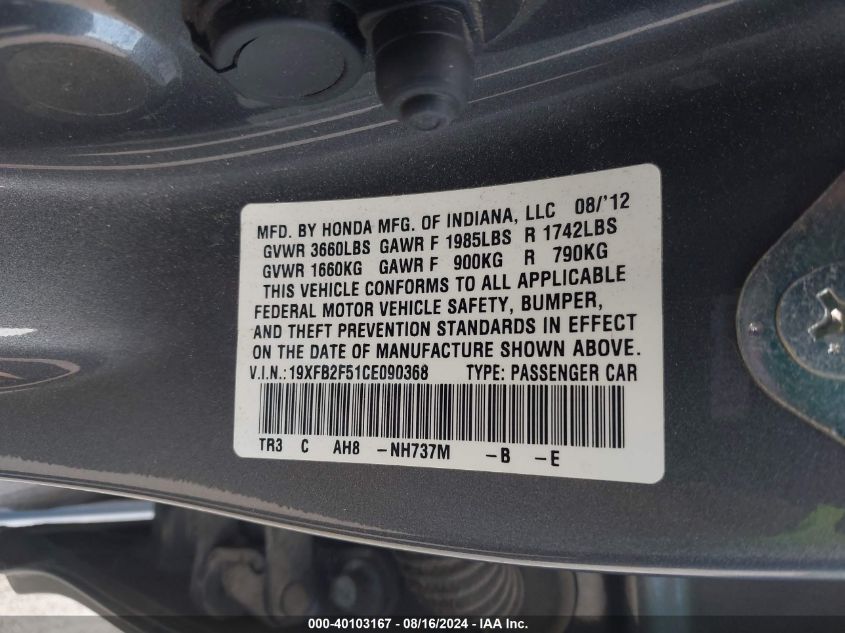 MFD. BY HONDA MFG. OF INDIANA, LLC 08/'12
GVWR 3660LBS GAWR F 1985LBS R 1742LBS
GVWR 1660KG GAWR F 900KG R 790KG
THIS VEHICLE CONFORMS TO ALL APPLICABLE
FEDERAL MOTOR VEHICLE SAFETY, BUMPER,
AND THEFT PREVENTION STANDARDS IN EFFECT
ON THE DATE OF MANUFACTURE SHOWN ABOVE.
V.I.N.:19XFB2F51CE090368 TYPE: PASSENGER CAR
TR3 C AH8 -NH737M -B -E
000-40103167 - 08/16/2024 - IAA Inc.